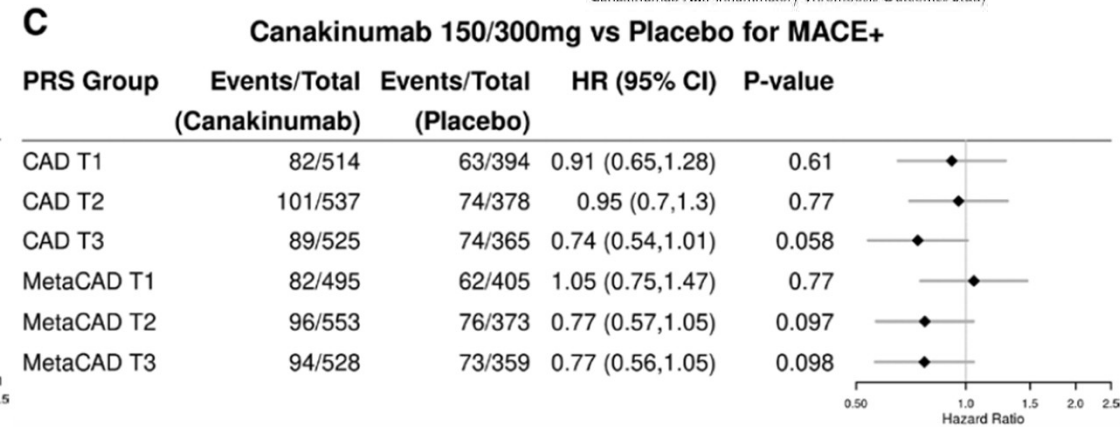 C
Canakinumab 150/300mg vs Placebo for MACE+
PRS Group Events/Total Events/Total HR (95% CI) P-value
(Canakinumab) (Placebo)
CAD T1 82/514 63/394 0.91 (0.65,1.28) 0.61
CAD T2 101/537 74/378 0.95 (0.7,1.3) 0.77
CAD T3 89/525 74/365 0.74 (0.54,1.01) 0.058
MetaCAD T1 82/495 62/405 1.05 (0.75,1.47) 0.77
MetaCAD T2 96/553 76/373 0.77 (0.57,1.05) 0.097
MetaCAD T3 94/528 73/359 0.77 (0.56,1.05) 0.098
.5 0.50 1.0 1.5 2.0 2.5
Hazard Ratio